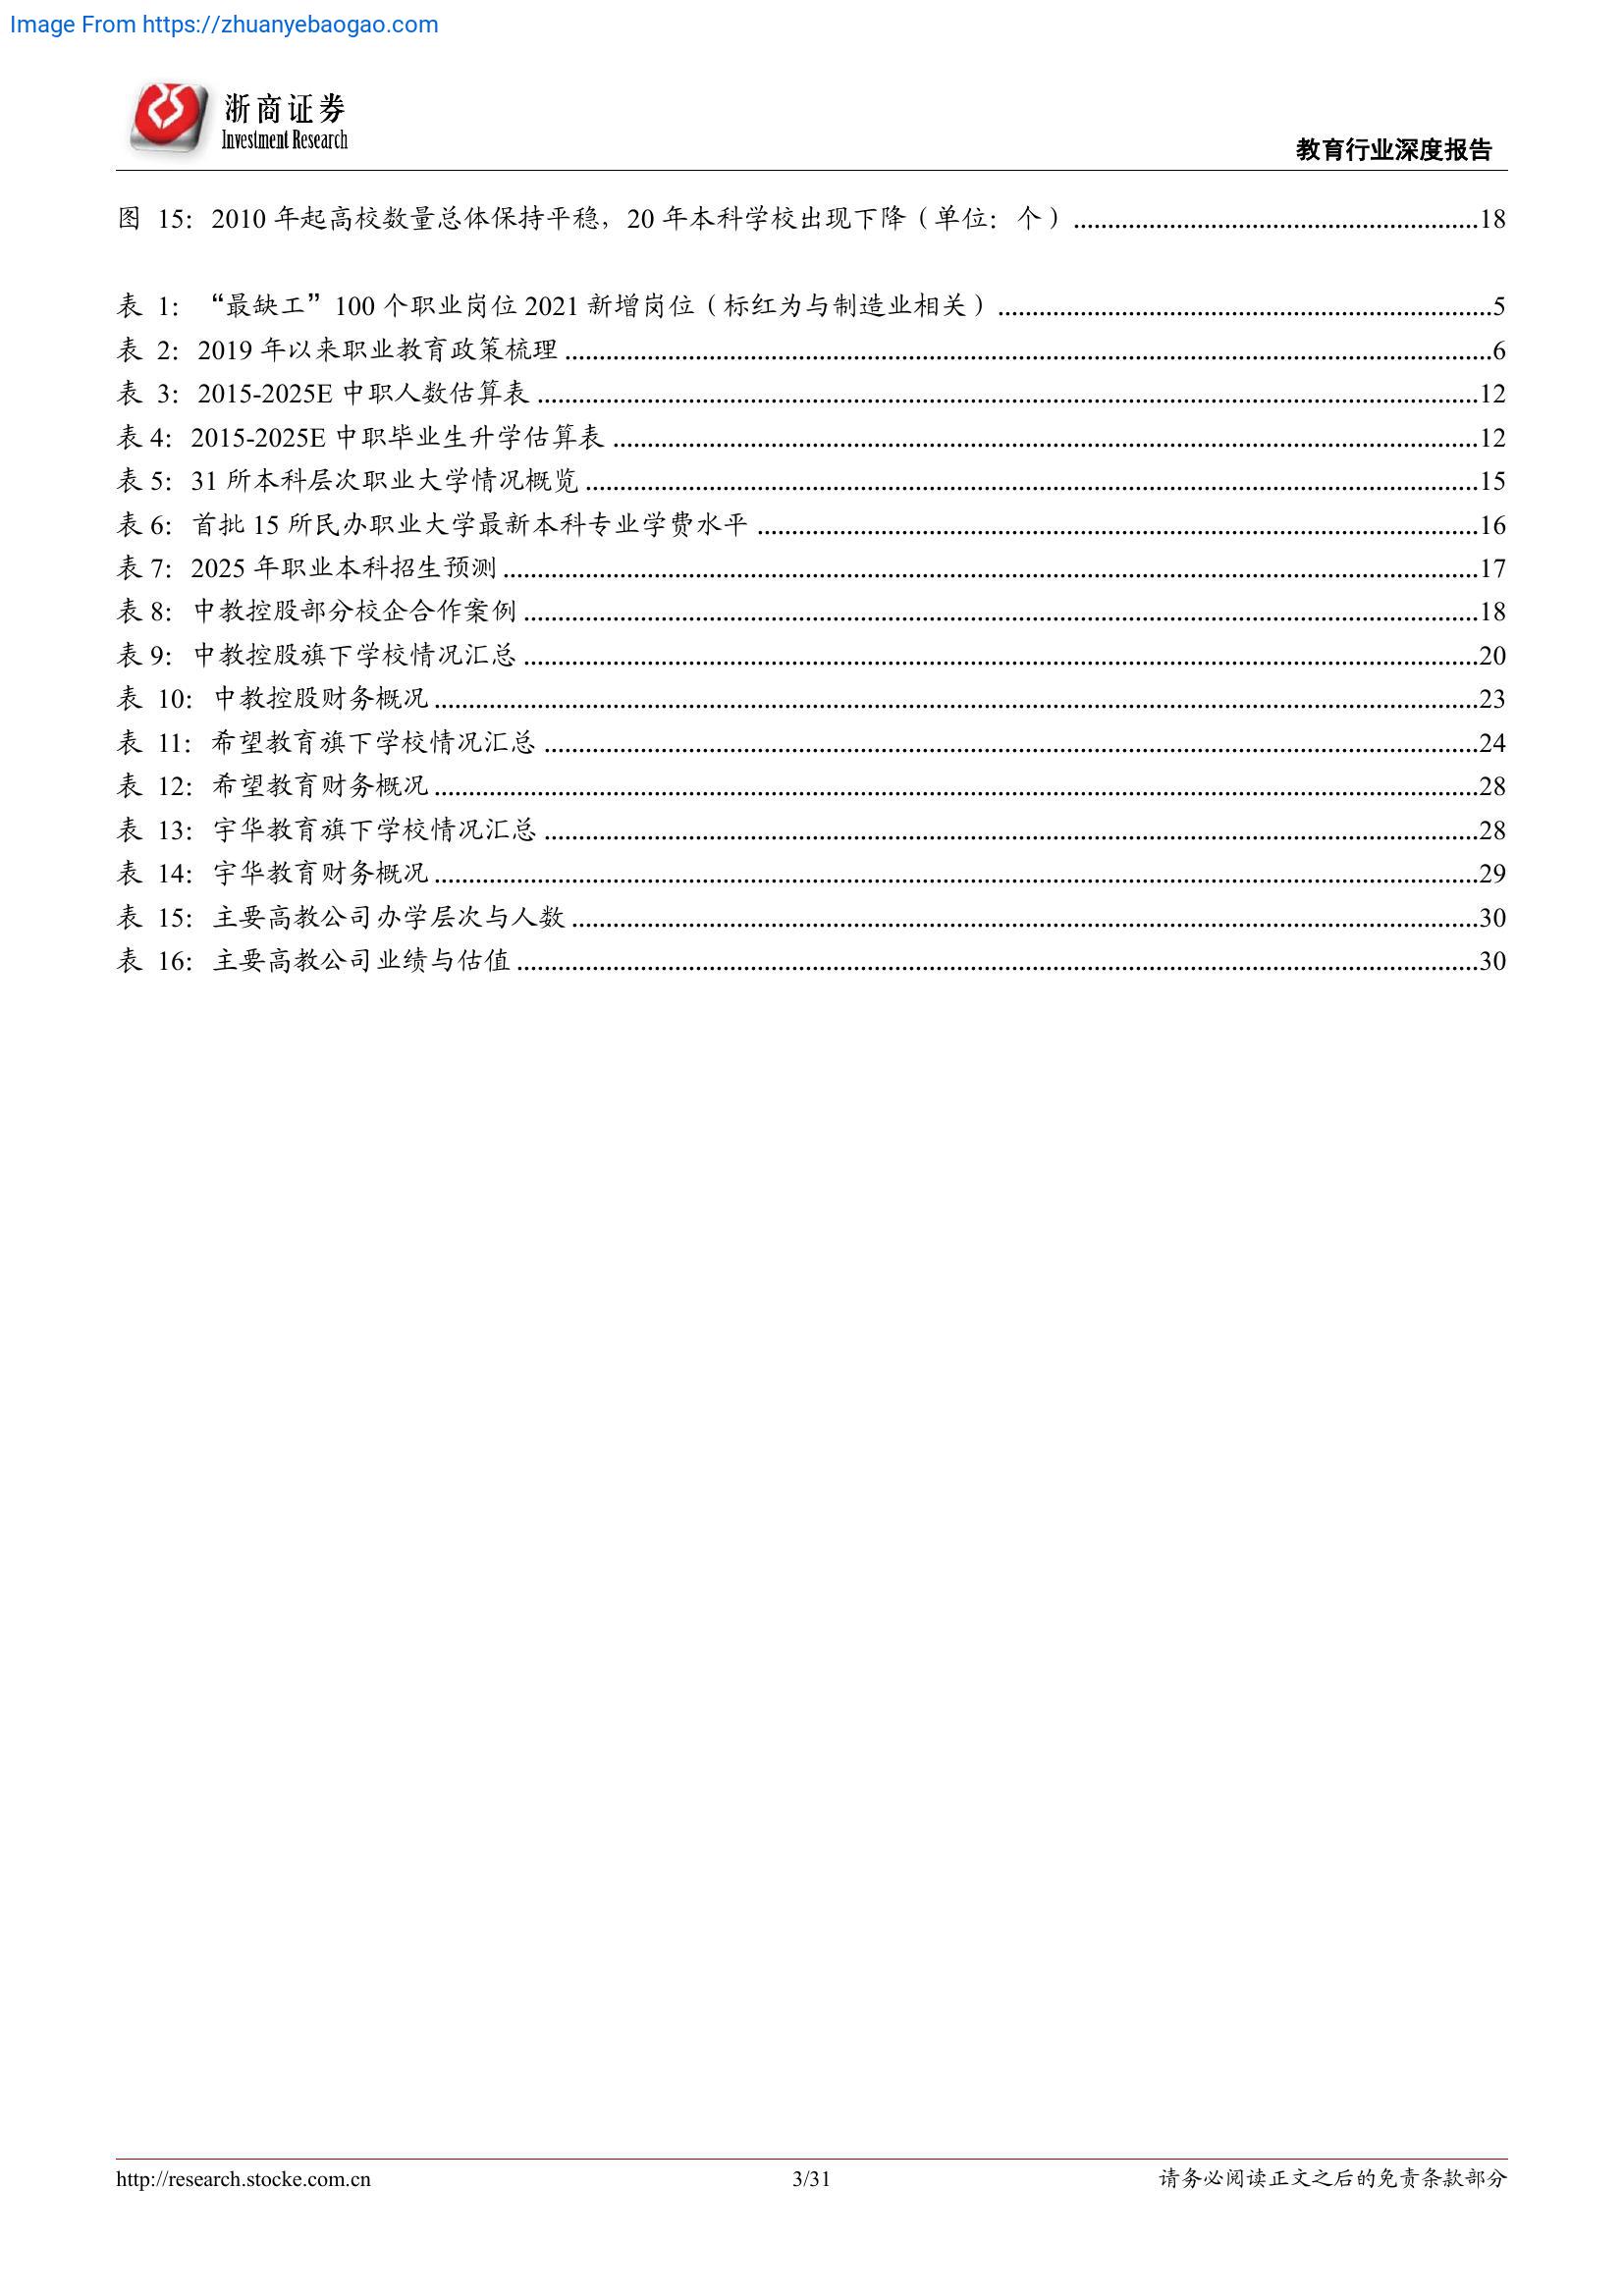 Image From https://zhuanyebaogao.com
浙商证券
Investment Research
教育行业深度报告
图 15：2010 年起高校数量总体保持平稳，20 年本科学校出现下降（单位：个）..........18
表 1：“最缺工”100 个职业岗位 2021 新增岗位（标红为与制造业相关）..........5
表 2：2019 年以来职业教育政策梳理..........6
表 3：2015-2025E 中职人数估算表..........12
表 4：2015-2025E 中职毕业生升学估算表..........12
表 5：31 所本科层次职业大学情况概览..........15
表 6：首批 15 所民办职业大学最新本科专业学费水平..........16
表 7：2025 年职业本科招生预测..........17
表 8：中教控股部分校企合作案例..........18
表 9：中教控股旗下学校情况汇总..........20
表 10：中教控股财务概况..........23
表 11：希望教育旗下学校情况汇总..........24
表 12：希望教育财务概况..........28
表 13：宇华教育旗下学校情况汇总..........28
表 14：宇华教育财务概况..........29
表 15：主要高教公司办学层次与人数..........30
表 16：主要高教公司业绩与估值..........30
http://research.stocke.com.cn
3/31
请务必阅读正文之后的免责条款部分